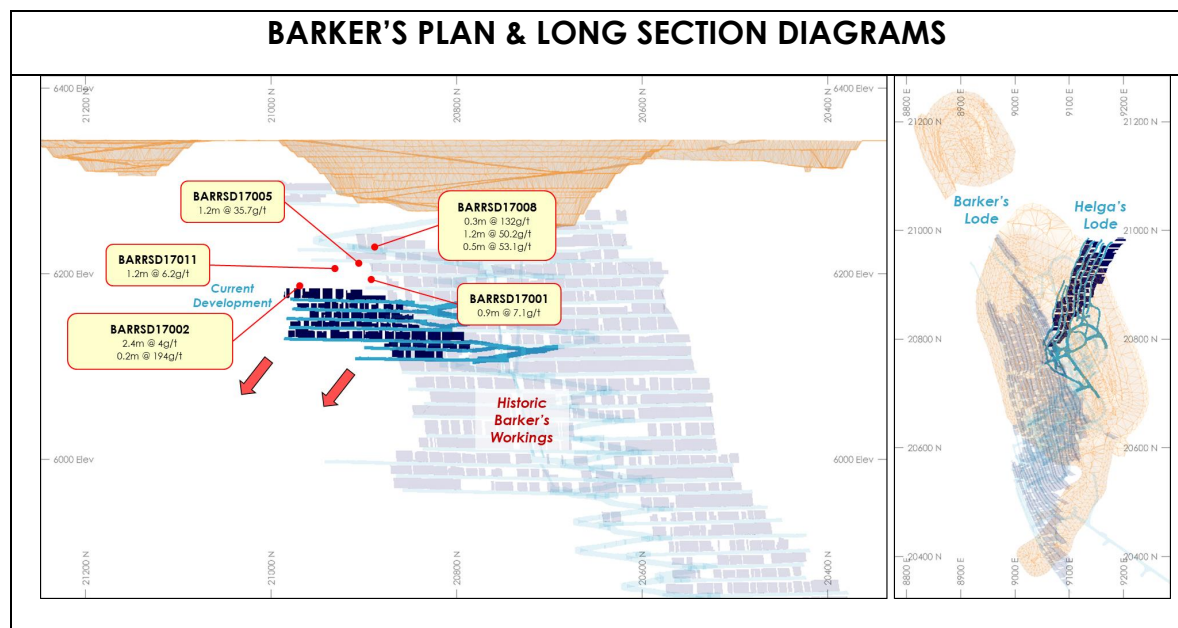 BARKER'S PLAN & LONG SECTION DIAGRAMS
6400 Elev
21200 N
21000 N
20800 N
20600 N
20400 N
6400 Elev
BARRSD17005
1.2m @ 35.7g/t
BARRSD17008
0.3m @ 132g/t
1.2m @ 50.2g/t
0.5m @ 53.1g/t
BARRSD17011
1.2m @ 6.2g/t
6200 Elev
6200 Elev
Current
Development
BARRSD17001
0.9m @ 7.1g/t
BARRSD17002
2.4m @ 4g/t
0.2m @ 194g/t
Historic
Barker's
Workings
6000 Elev
6000 Elev
21200 N
21000 N
20800 N
20600 N
20400 N
8800 E
8900 E
9000 E
9100 E
9200 E
21200 N
21200 N
Barker's
Lode
Helga's
Lode
21000 N
21000 N
20800 N
20800 N
20600 N
20600 N
20400 N
20400 N
8800 E
8900 E
9000 E
9100 E
9200 E